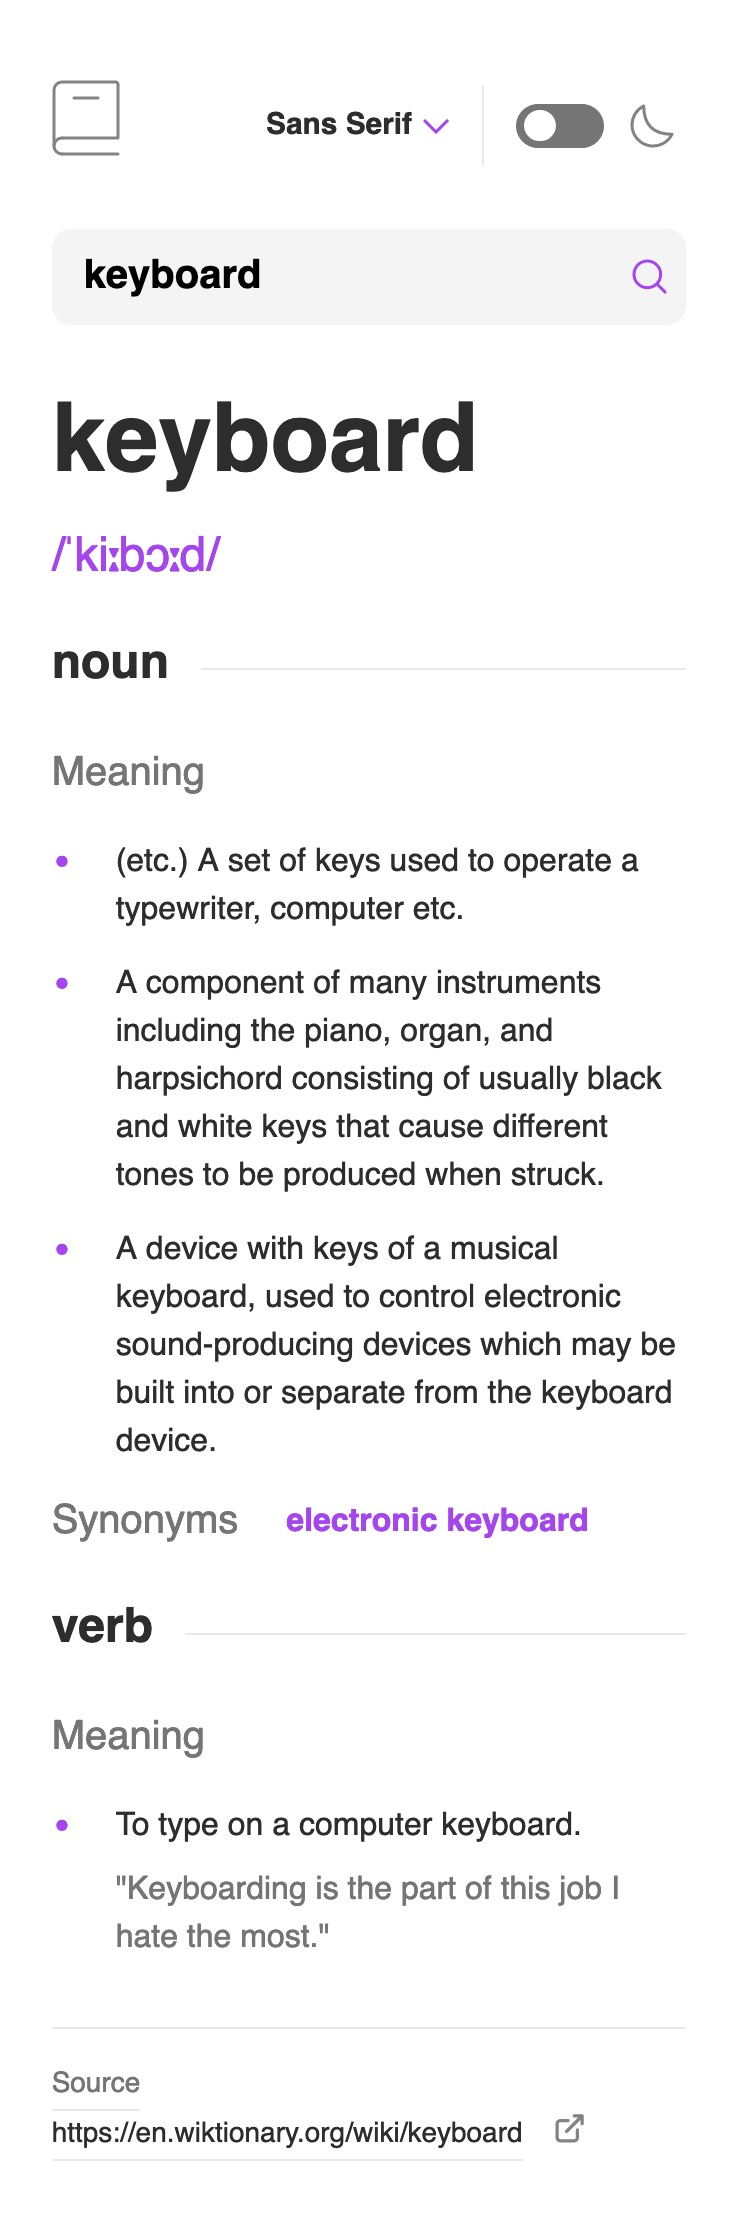 Sans Serif
keyboard
keyboard
/ˈkiːbɔːd/
noun
Meaning
(etc.) A set of keys used to operate a
typewriter, computer etc.
A component of many instruments
including the piano, organ, and
harpsichord consisting of usually black
and white keys that cause different
tones to be produced when struck.
A device with keys of a musical
keyboard, used to control electronic
sound-producing devices which may be
built into or separate from the keyboard
device.
Synonyms electronic keyboard
verb
Meaning
To type on a computer keyboard.
"Keyboarding is the part of this job I
hate the most."
Source
https://en.wiktionary.org/wiki/keyboard